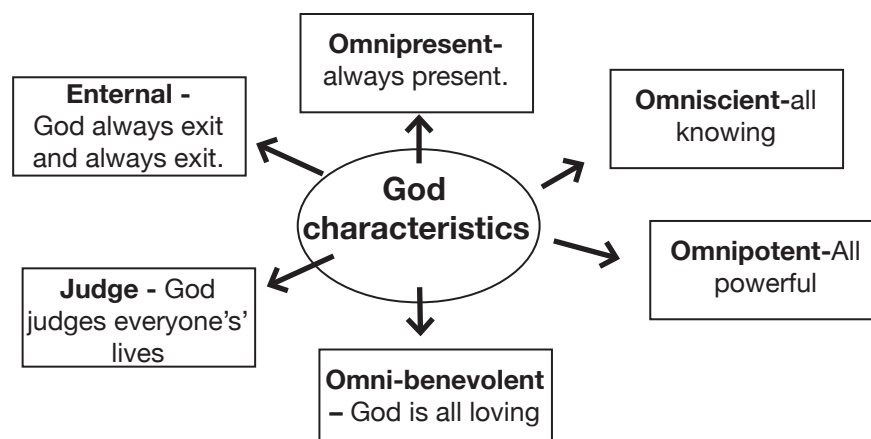 Omnipresent-
always present.
Enternal -
God always exit
and always exit.
Omniscient-all
knowing
God
characteristics
Omnipotent-All
powerful
Judge - God
judges everyone's’
lives
Omni-benevolent
– God is all loving